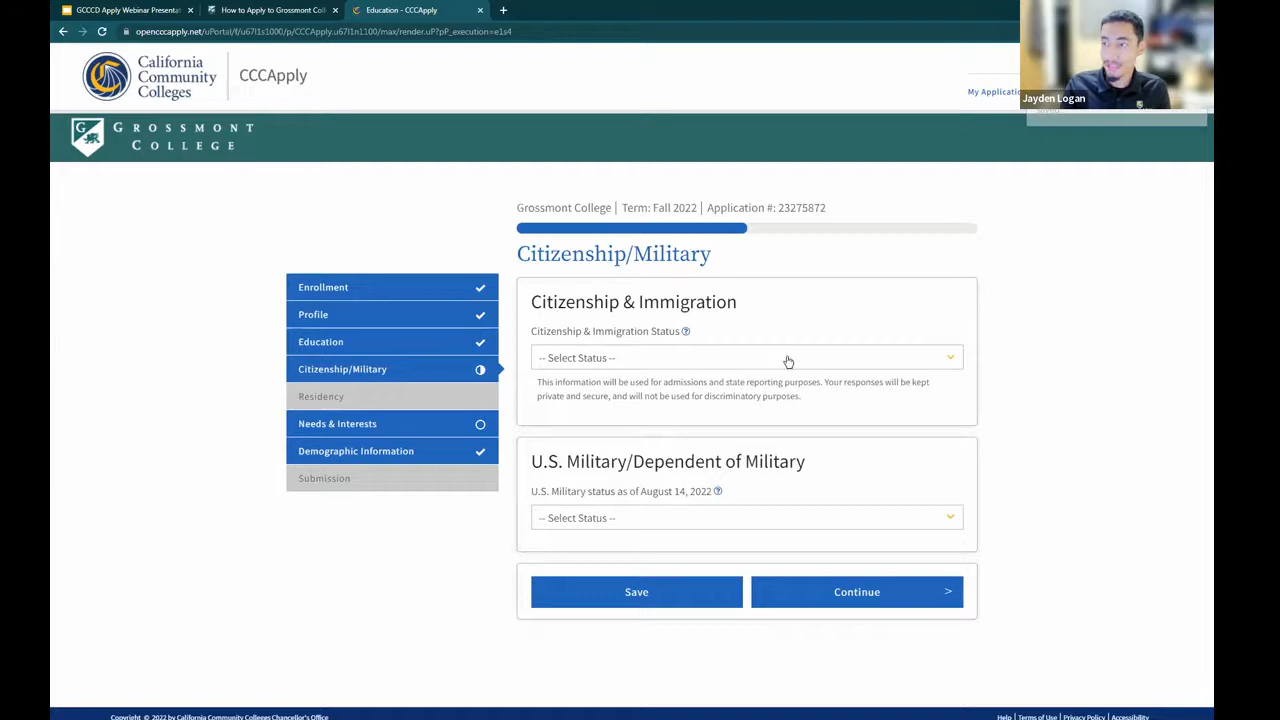 GCCCD Apply Webinar Presentat
How to Apply to Grossmont Coll
Education - CCCApply
opencccapply.net/uPortal/f/u67l1s1000/p/CCCApply.u67l1n1100/max/render.uP?pP_execution=e1s4
California
Community
Colleges
CCCApply
My Applicatio
Jayden Logan
GROSSMONT
COLLEGE
Grossmont College | Term: Fall 2022 | Application #: 23275872
Citizenship/Military
Enrollment
Profile
Education
Citizenship/Military
Residency
Needs & Interests
Demographic Information
Submission
Citizenship & Immigration
Citizenship & Immigration Status
-- Select Status --
This information will be used for admissions and state reporting purposes. Your responses will be kept
private and secure, and will not be used for discriminatory purposes.
U.S. Military/Dependent of Military
U.S. Military status as of August 14, 2022
-- Select Status --
Save
Continue >
Copyright © 2022 by California Community Colleges Chancellor's Office
Help | Terms of Use | Privacy Policy | Accessibility